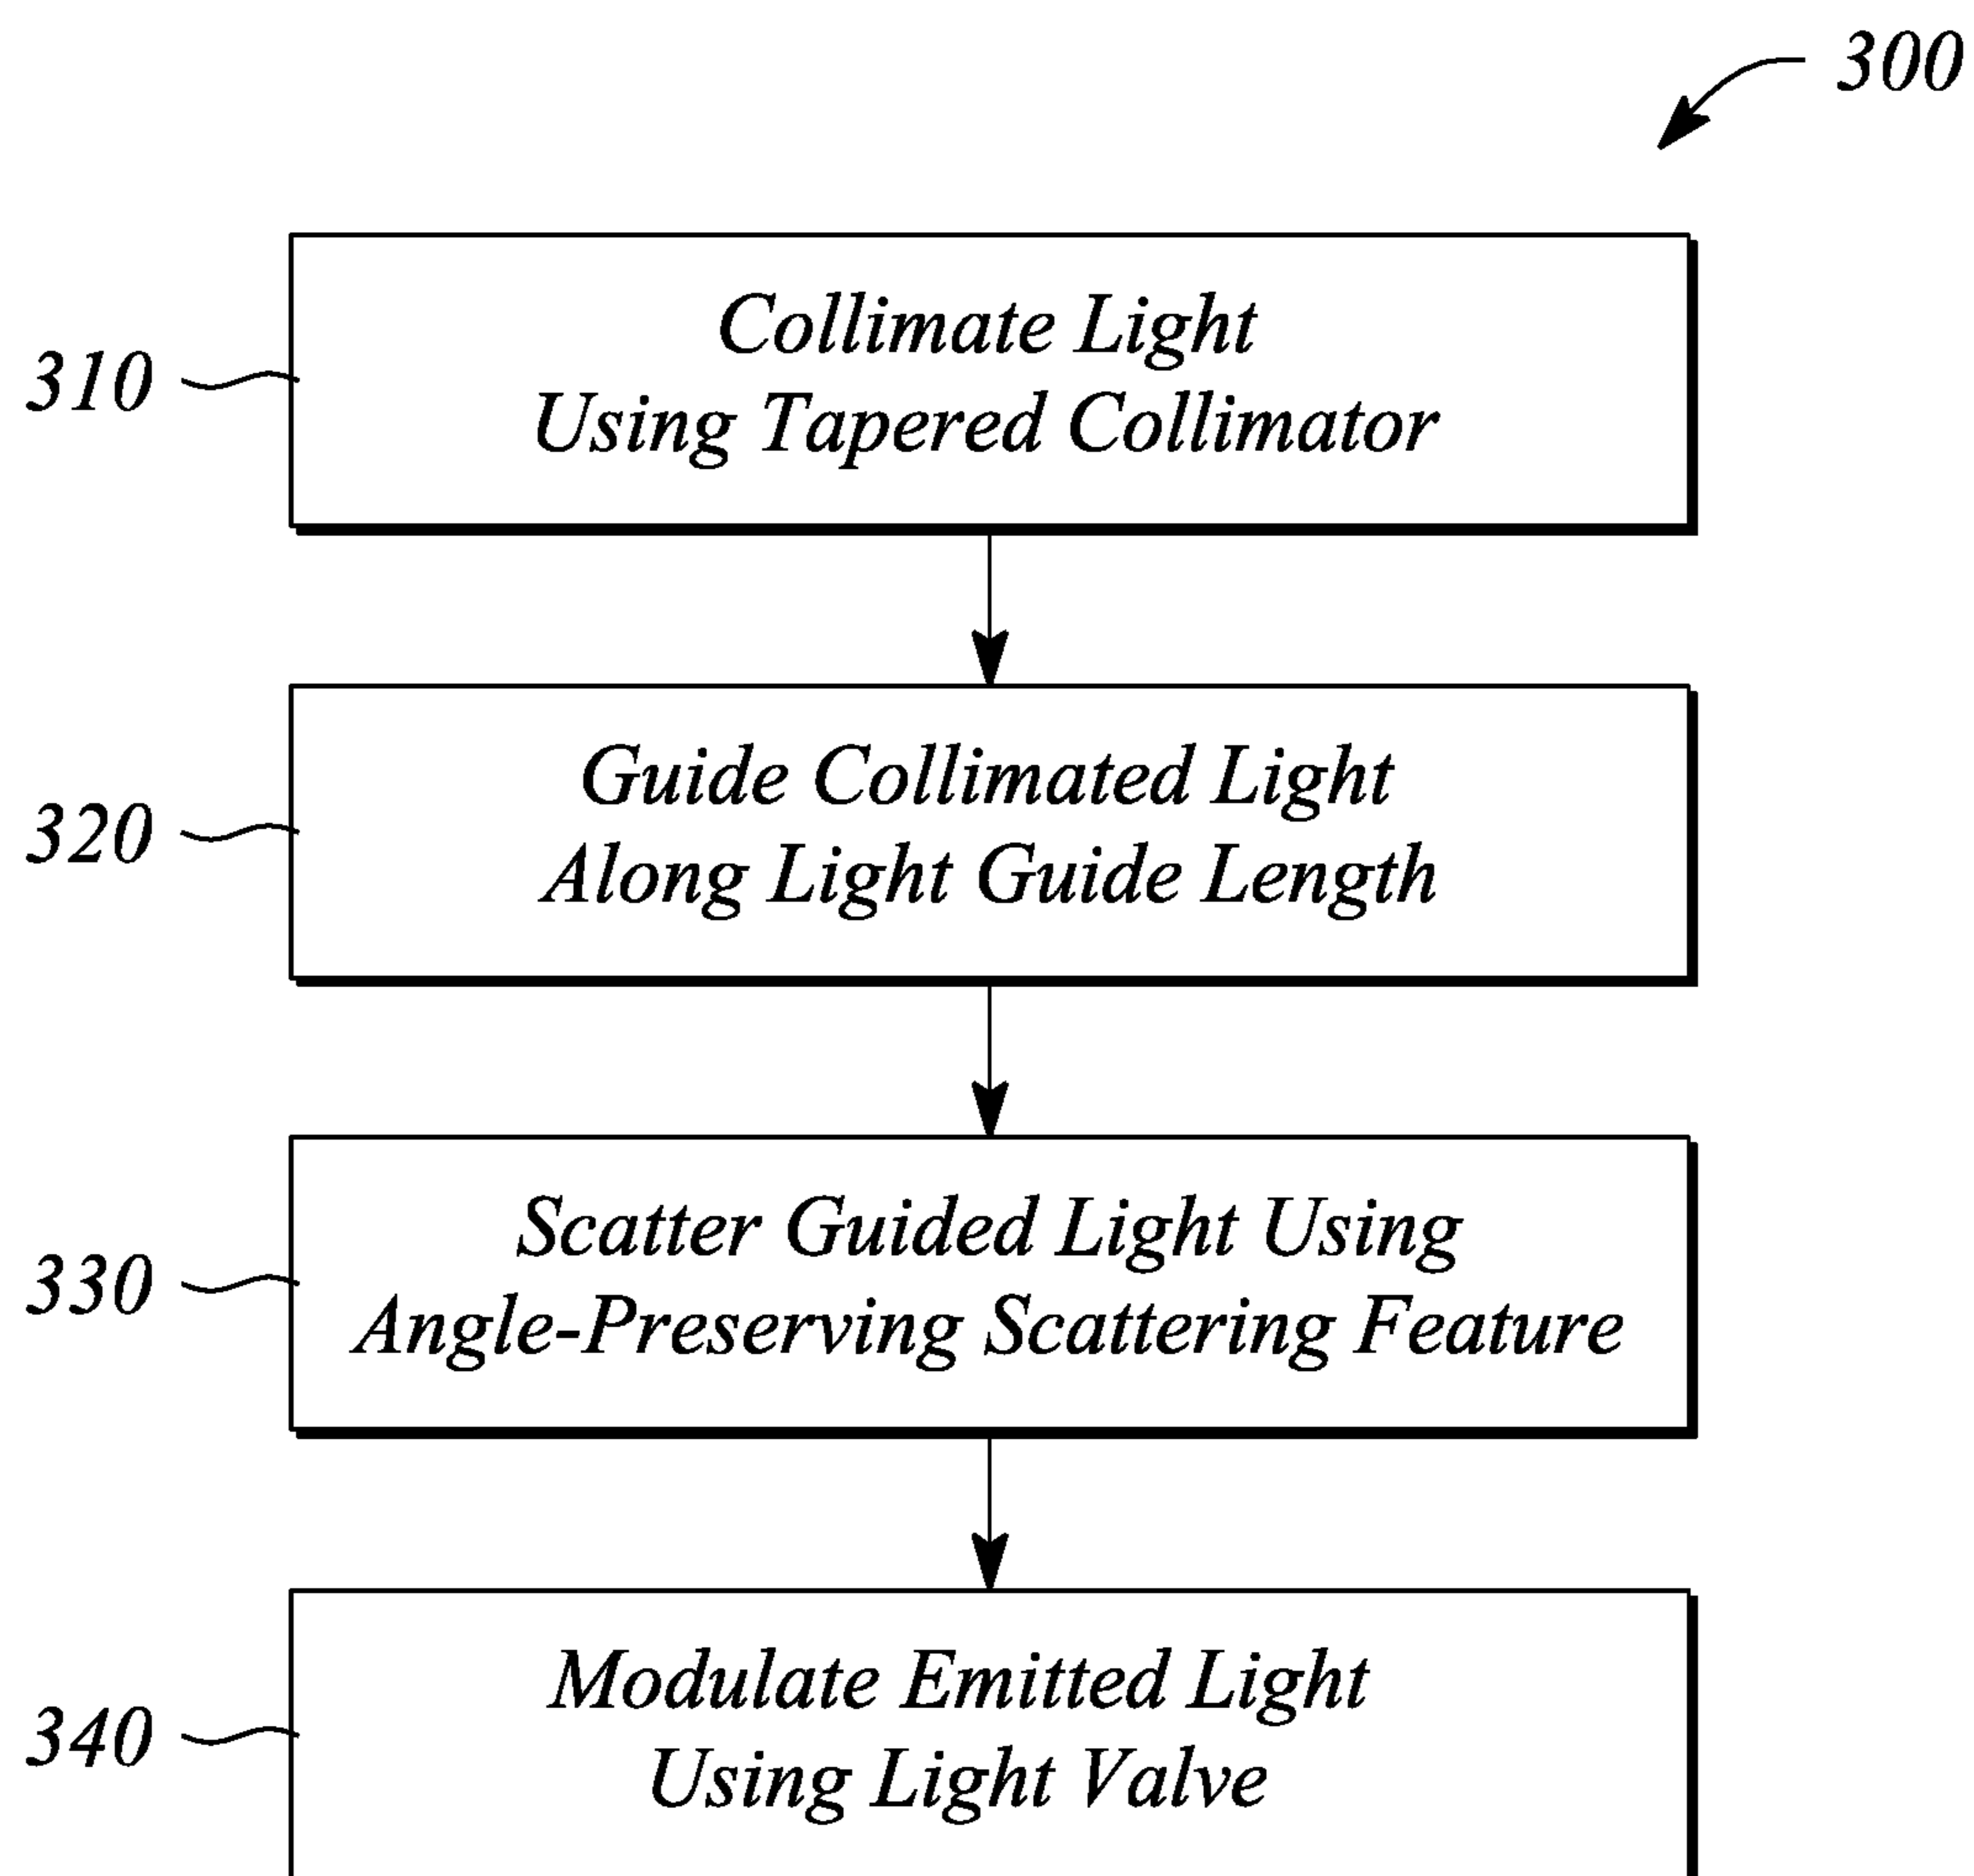 300
310
Collimate Light
Using Tapered Collimator
320
Guide Collimated Light
Along Light Guide Length
330
Scatter Guided Light Using
Angle-Preserving Scattering Feature
340
Modulate Emitted Light
Using Light Valve